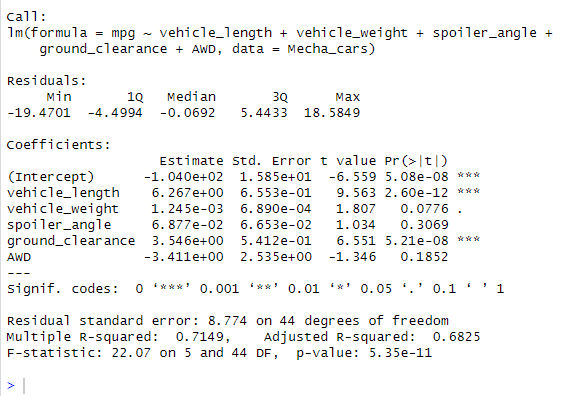 Call:
lm(formula = mpg ~ vehicle_length + vehicle_weight + spoiler_angle +
    ground_clearance + AWD, data = Mecha_cars)

Residuals:
     Min       1Q   Median       3Q      Max
-19.4701  -4.4994  -0.0692   5.4433  18.5849

Coefficients:
                   Estimate Std. Error t value Pr(>|t|)
(Intercept)      -1.040e+02  1.585e+01  -6.559 5.08e-08 ***
vehicle_length    6.267e+00  6.553e-01   9.563 2.60e-12 ***
vehicle_weight    1.245e-03  6.890e-04   1.807   0.0776 .
spoiler_angle     6.877e-02  6.653e-02   1.034   0.3069
ground_clearance  3.546e+00  5.412e-01   6.551 5.21e-08 ***
AWD              -3.411e+00  2.535e+00  -1.346   0.1852
---
Signif. codes:  0 ‘***’ 0.001 ‘**’ 0.01 ‘*’ 0.05 ‘.’ 0.1 ‘ ’ 1

Residual standard error: 8.774 on 44 degrees of freedom
Multiple R-squared:  0.7149,    Adjusted R-squared:  0.6825
F-statistic: 22.07 on 5 and 44 DF,  p-value: 5.35e-11

>